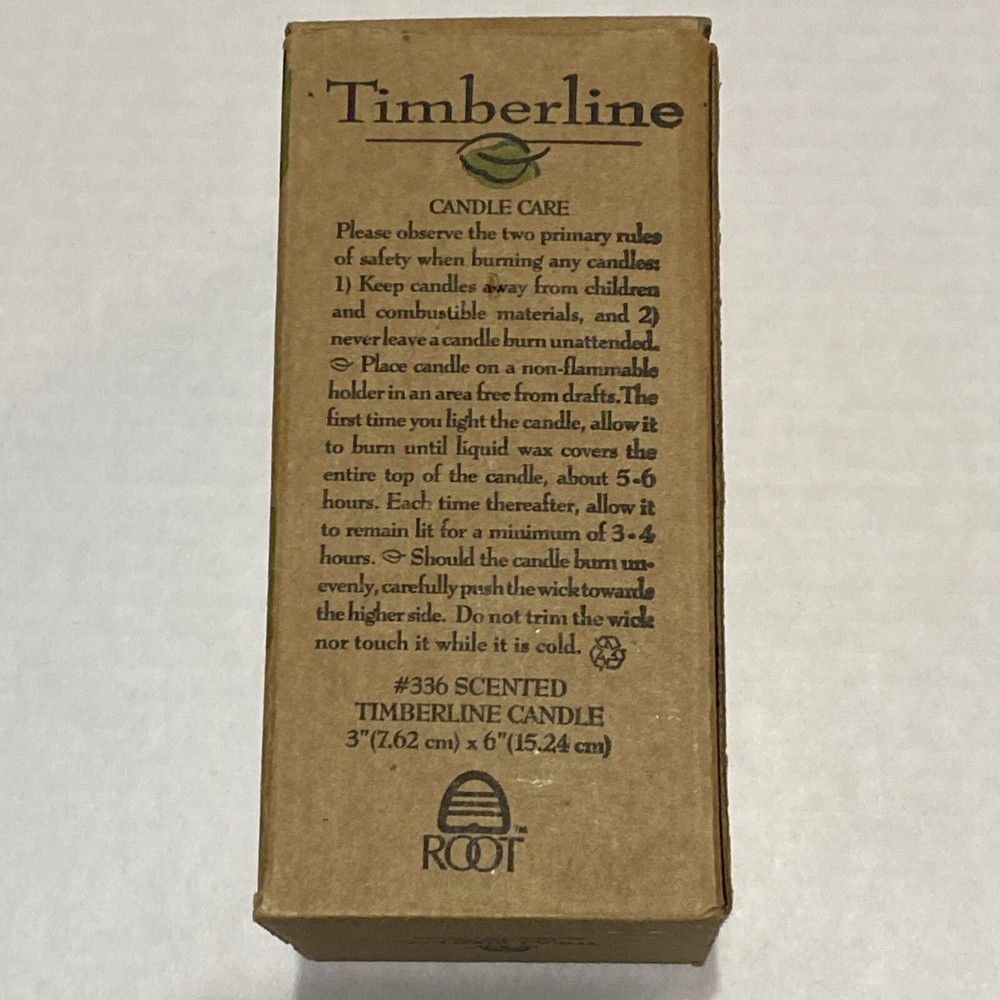 Timberline
CANDLE CARE
Please observe the two primary rules
of safety when burning any candles:
1) Keep candles away from children
and combustible materials, and 2)
never leave a candle burn unattended.
Place candle on a non-flammable
holder in an area free from drafts. The
first time you light the candle, allow it
to burn until liquid wax covers the
entire top of the candle, about 5-6
hours. Each time thereafter, allow it
to remain lit for a minimum of 3-4
hours. Should the candle burn un-
evenly, carefully push the wick towards
the higher side. Do not trim the wick
nor touch it while it is cold.
#336 SCENTED
TIMBERLINE CANDLE
3"(7.62 cm) x 6"(15.24 cm)
ROOT™